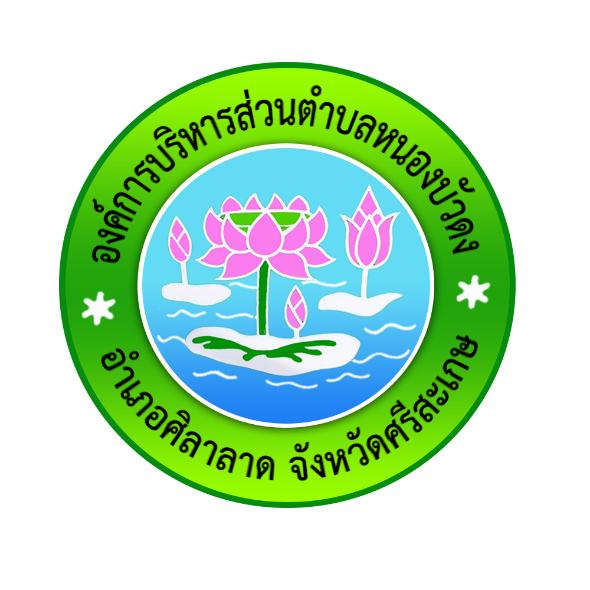 องค์การบริหารส่วนตำบลหนองบัวดง
อำเภอศิลาลาด จังหวัดศรีสะเกษ